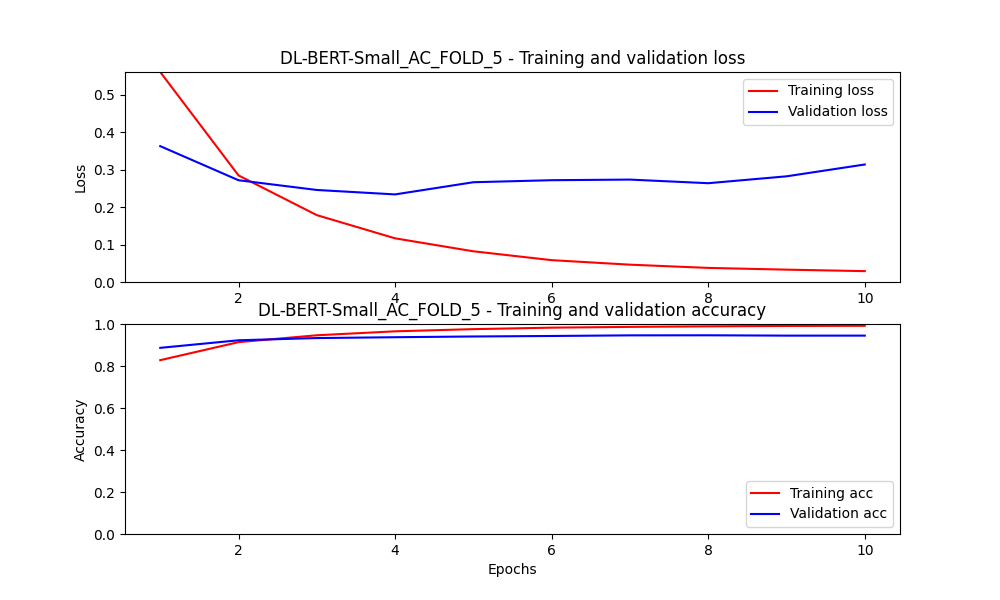 DL-BERT-Small_AC_FOLD_5 - Training and validation loss
0.5
0.4
0.3
0.2
0.1
0.0
Loss
Training loss
Validation loss
2 4 6 8 10
DL-BERT-Small_AC_FOLD_5 - Training and validation accuracy
1.0
0.8
0.6
0.4
0.2
0.0
Accuracy
Training acc
Validation acc
2 4 6 8 10
Epochs